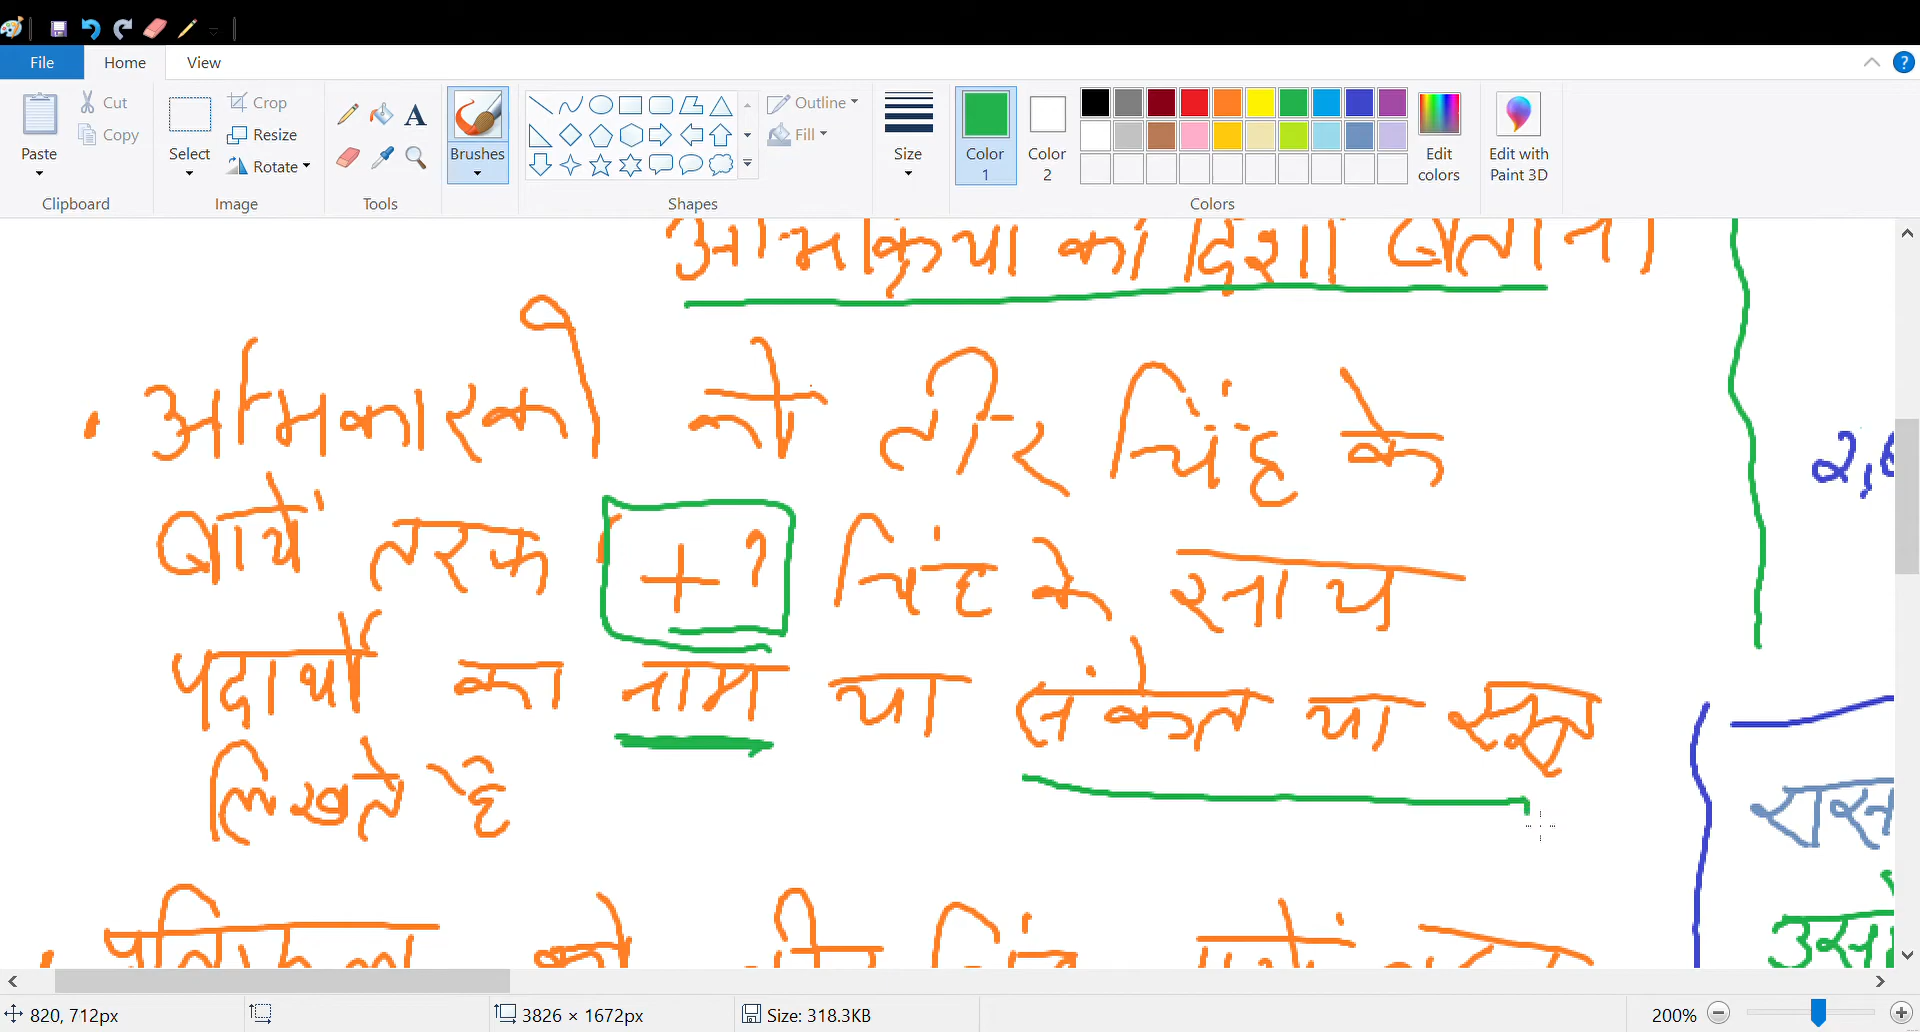 File Home View
Paste Cut Copy Clipboard
Select Crop Resize Rotate Image
A Tools
Brushes
Outline Fill Shapes
Size
Color 1 Color 2 Edit colors Colors
Edit with Paint 3D
?
की दिशा
अभिकारकों को तीर चिंह के
बायें तरफ '+' चिंह के साथ
पदार्थों का नाम या संकेत या सूत्र
लिखते है
को तीर
२,
820, 712px 3826 × 1672px Size: 318.3KB 200%